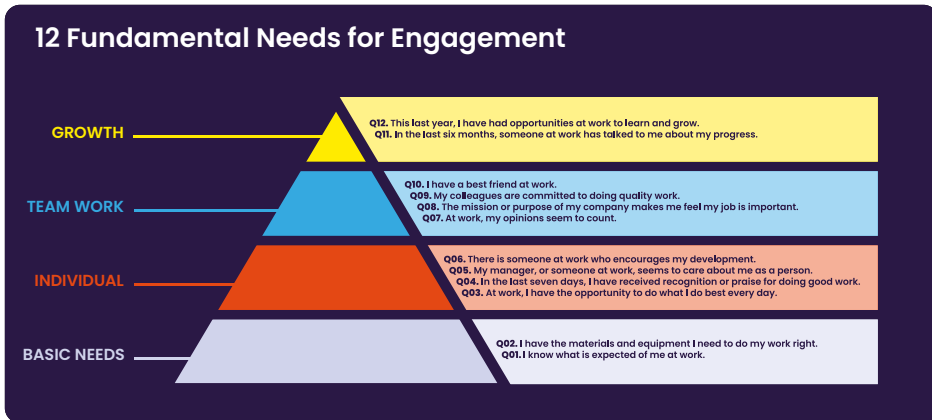 12 Fundamental Needs for Engagement
GROWTH
Q12. This last year, I have had opportunities at work to learn and grow.
Q11. In the last six months, someone at work has talked to me about my progress.
TEAM WORK
Q10. I have a best friend at work.
Q09. My colleagues are committed to doing quality work.
Q08. The mission or purpose of my company makes me feel my job is important.
Q07. At work, my opinions seem to count.
INDIVIDUAL
Q06. There is someone at work who encourages my development.
Q05. My manager, or someone at work, seems to care about me as a person.
Q04. In the last seven days, I have received recognition or praise for doing good work.
Q03. At work, I have the opportunity to do what I do best every day.
BASIC NEEDS
Q02. I have the materials and equipment I need to do my work right.
Q01. I know what is expected of me at work.